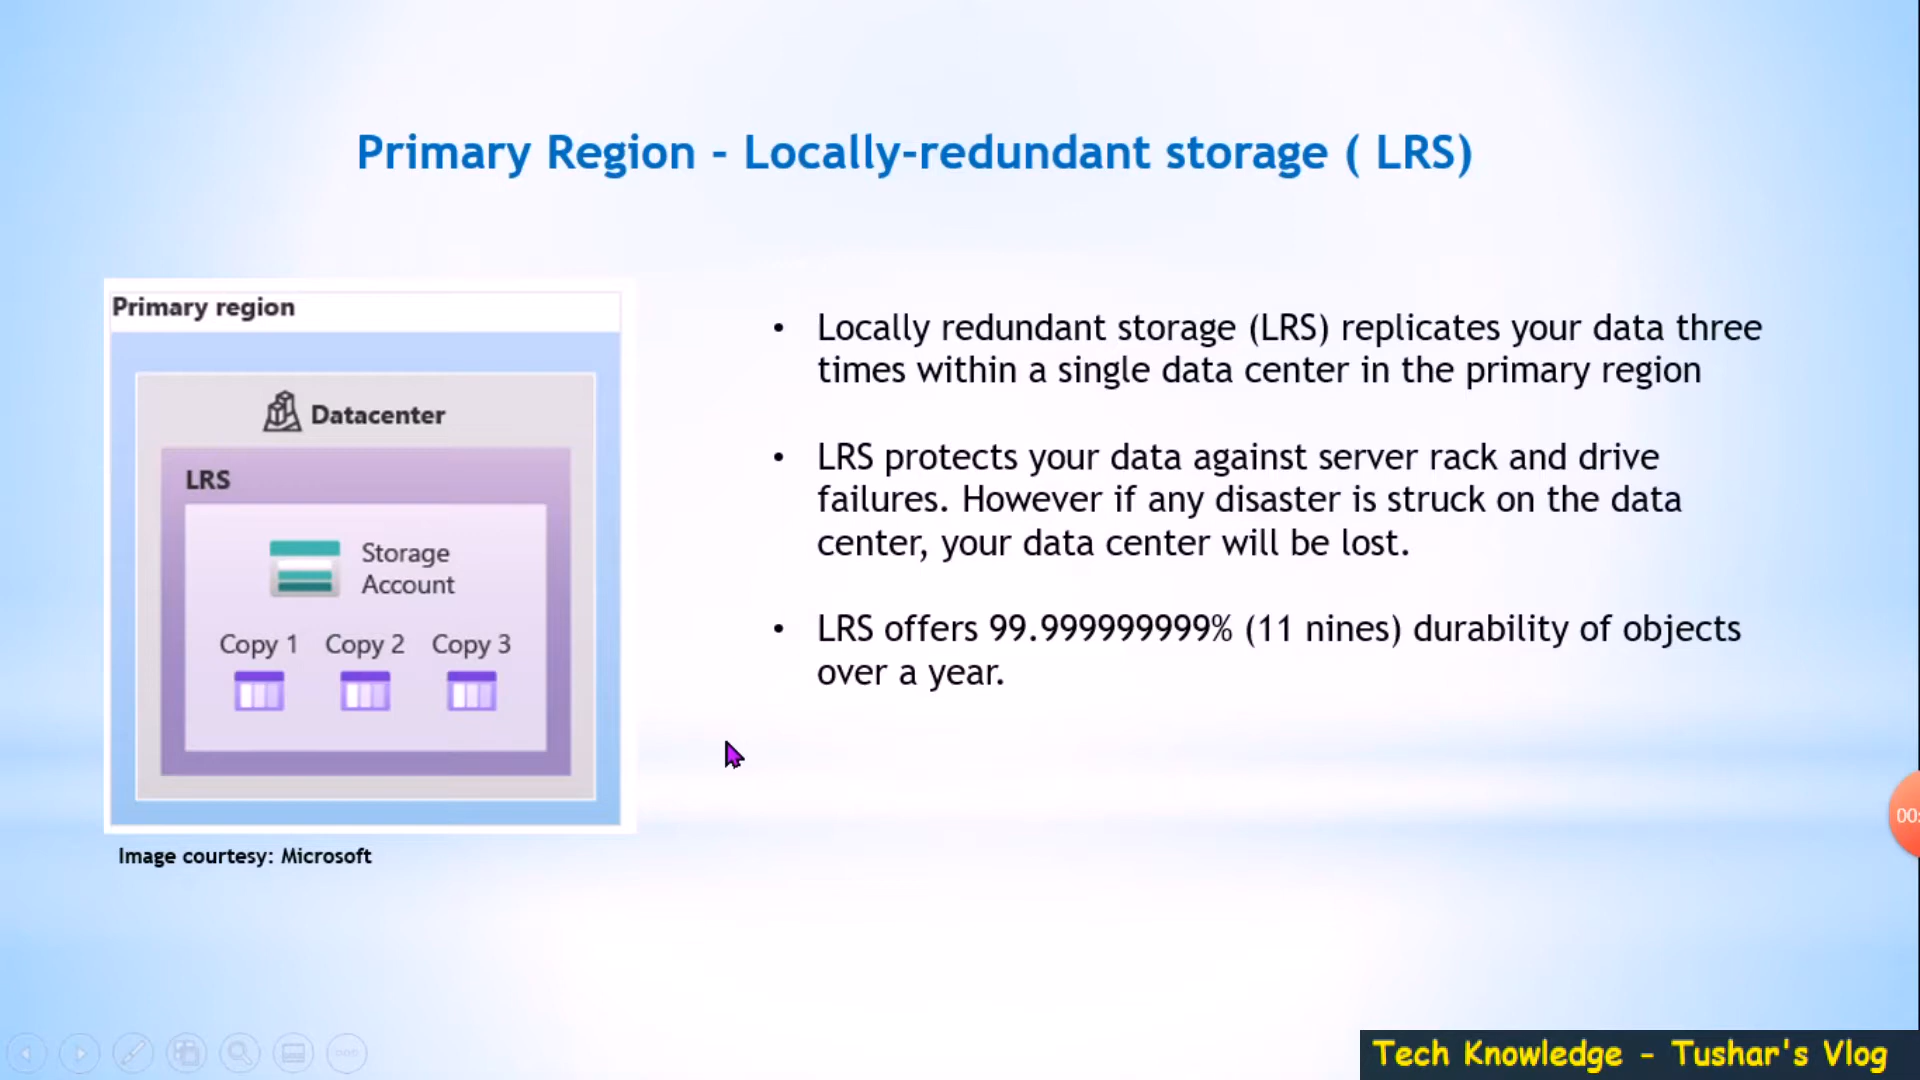 Primary Region - Locally-redundant storage ( LRS)
Primary region
Datacenter
LRS
Storage
Account
Copy 1 Copy 2 Copy 3
Image courtesy: Microsoft
• Locally redundant storage (LRS) replicates your data three
times within a single data center in the primary region
• LRS protects your data against server rack and drive
failures. However if any disaster is struck on the data
center, your data center will be lost.
• LRS offers 99.999999999% (11 nines) durability of objects
over a year.
00:
Tech Knowledge - Tushar's Vlog